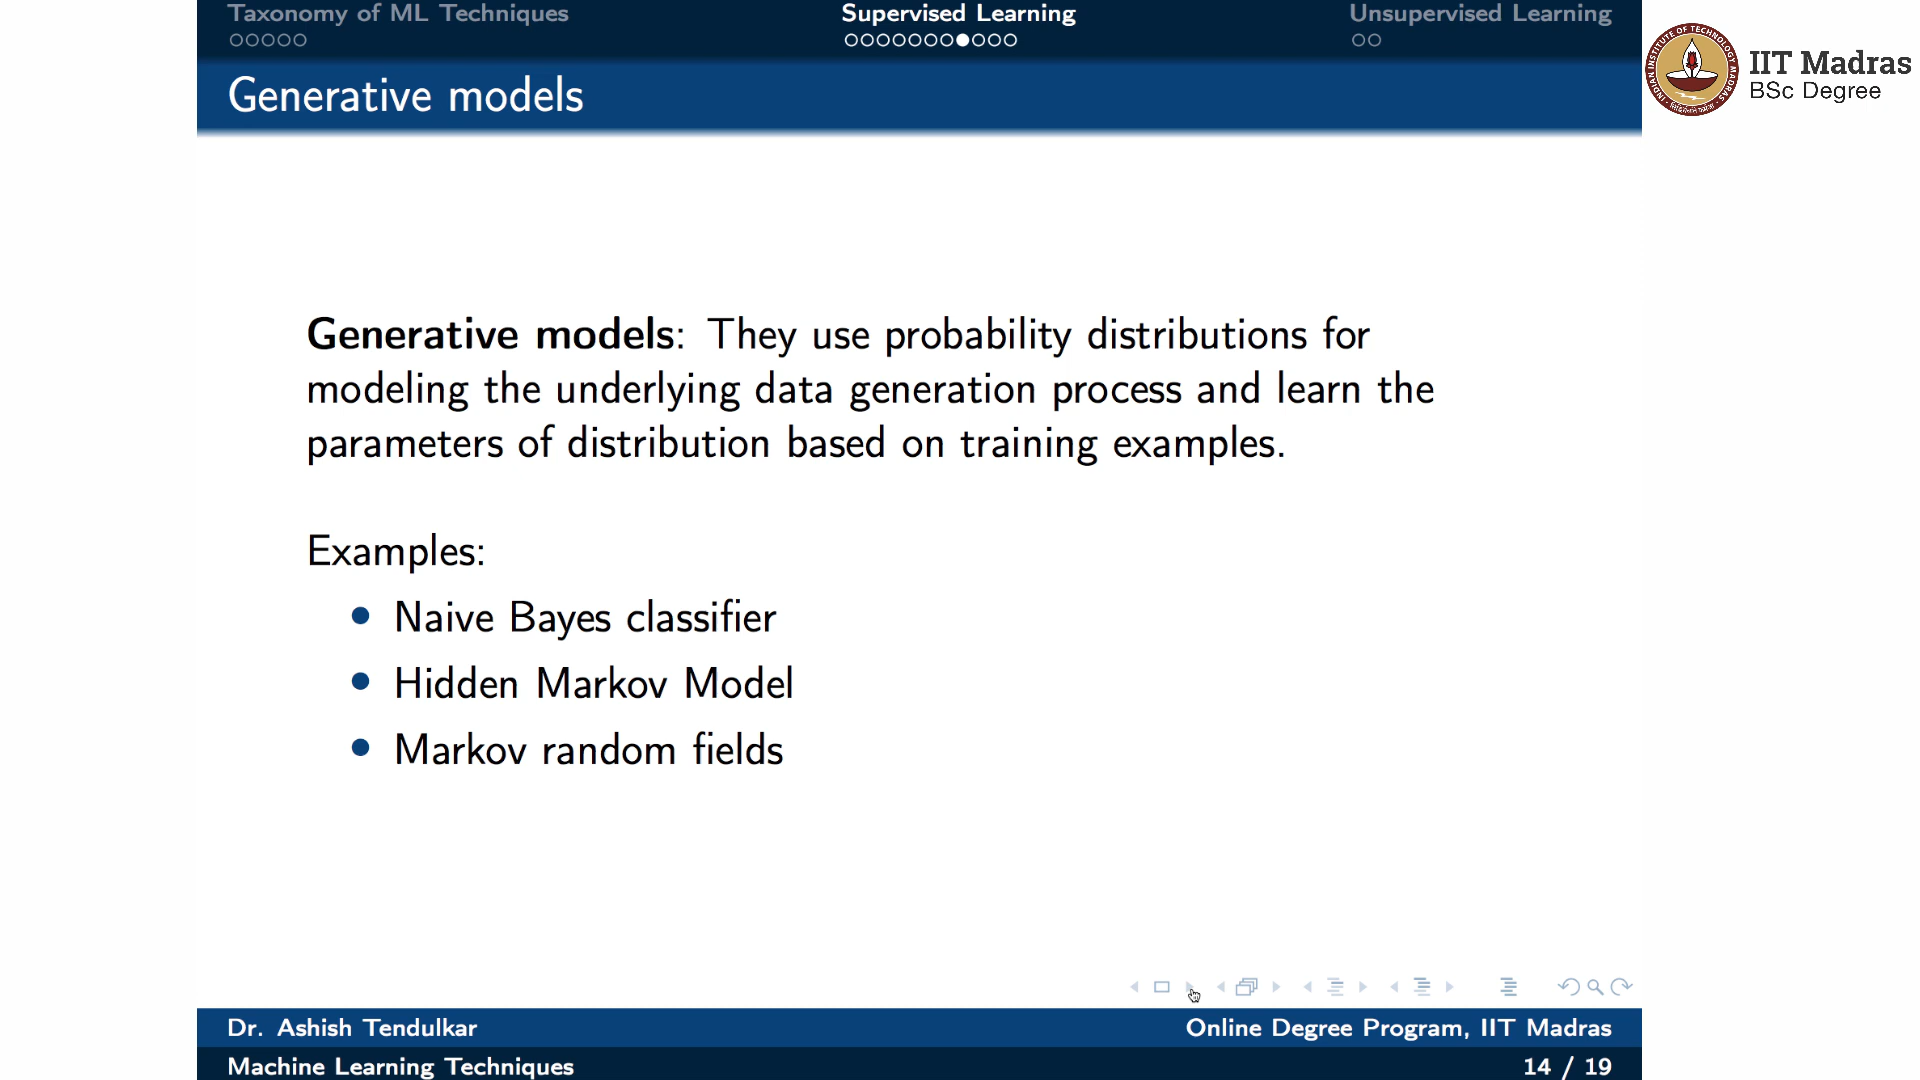 Taxonomy of ML Techniques
Supervised Learning
Unsupervised Learning
IIT Madras
BSc Degree
Generative models
Generative models: They use probability distributions for
modeling the underlying data generation process and learn the
parameters of distribution based on training examples.
Examples:
Naive Bayes classifier
Hidden Markov Model
Markov random fields
Dr. Ashish Tendulkar
Online Degree Program, IIT Madras
Machine Learning Techniques
14 / 19